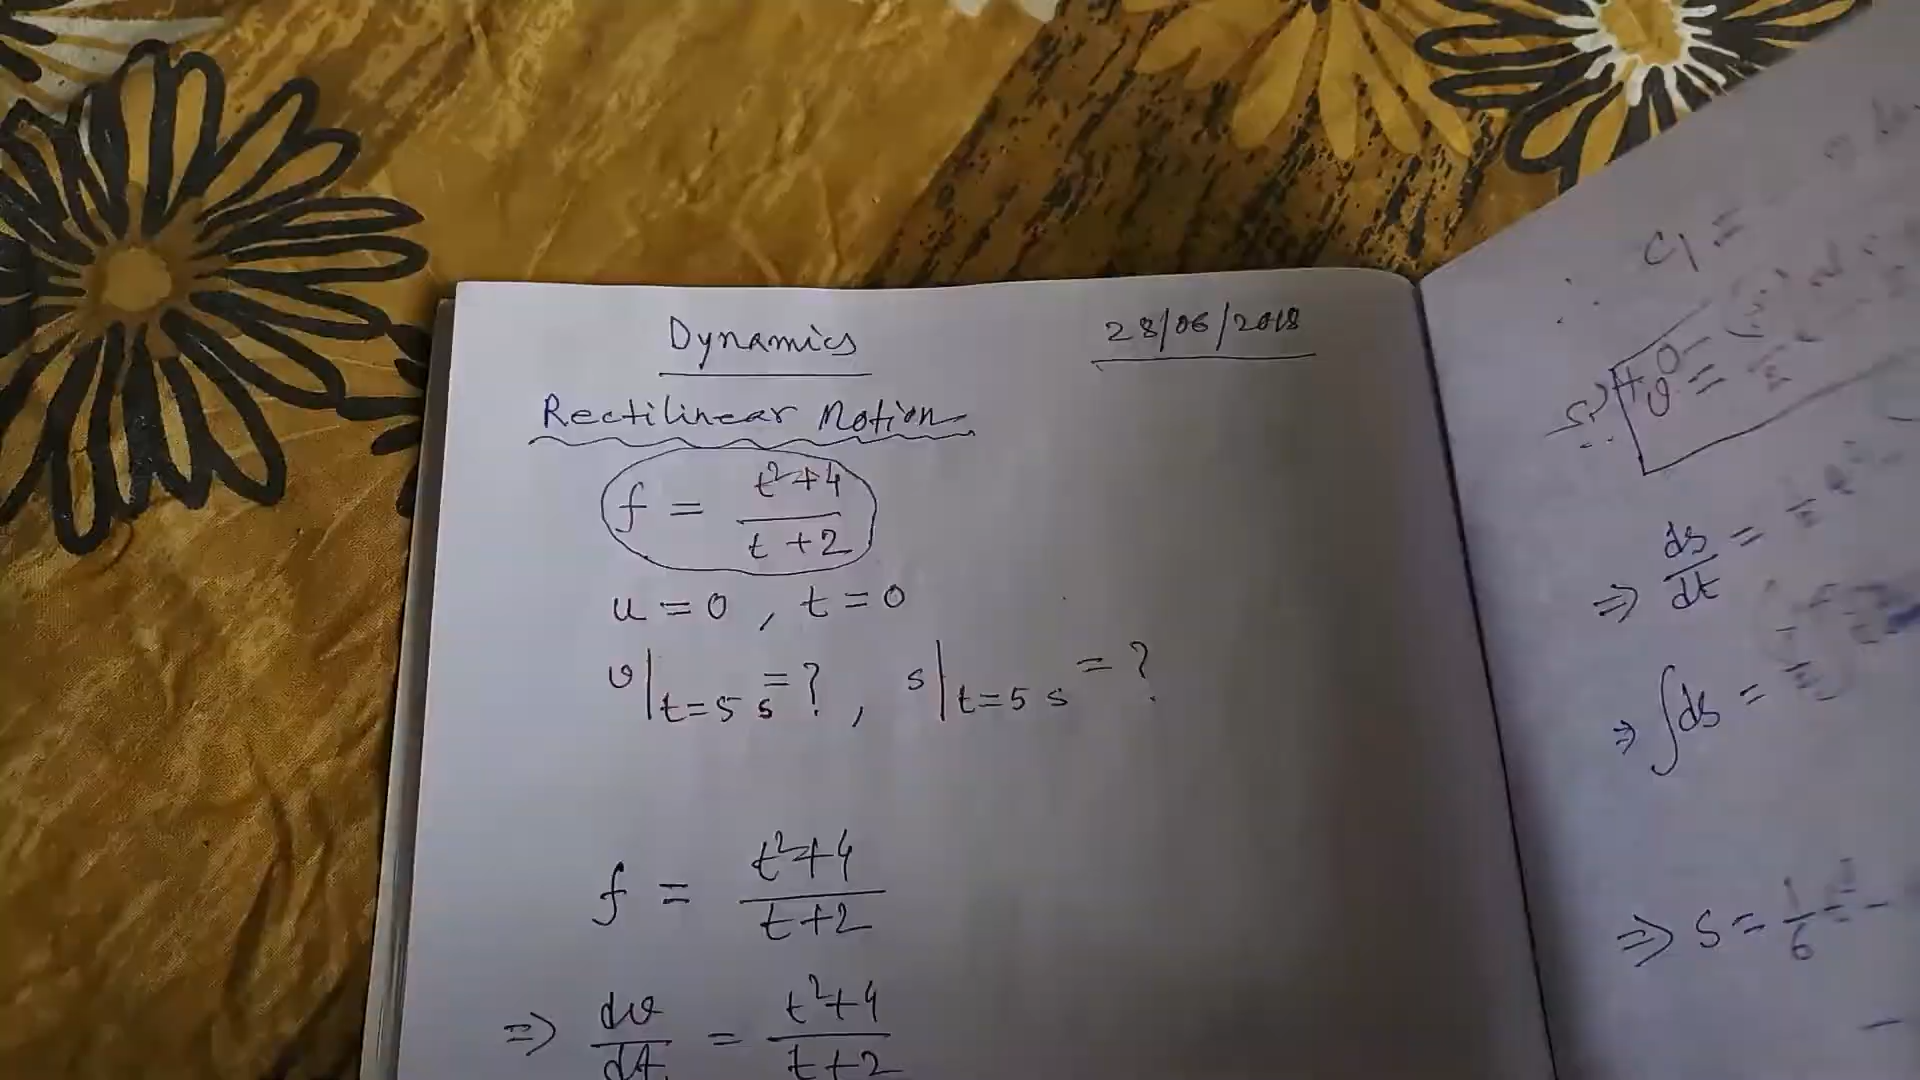 Dynamics 28/06/2018
Rectilinear Motion
f = t²+4 / t+2
u = 0 , t = 0
v|t=5 s = ? , s|t=5 s = ?
f = t²+4 / t+2
=> dv/dt = t²+4 / t+2
c1 =
v =
=> ds/dt =
=> ∫ds =
=> s = 1/6